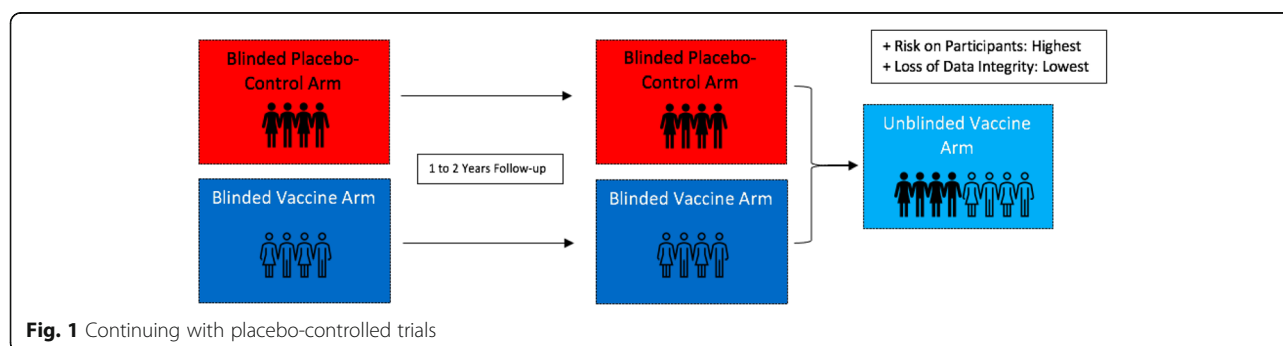 Blinded Placebo-
Control Arm
Blinded Vaccine Arm
1 to 2 Years Follow-up
Blinded Placebo-
Control Arm
Blinded Vaccine Arm
+ Risk on Participants: Highest
+ Loss of Data Integrity: Lowest
Unblinded Vaccine
Arm
Fig. 1 Continuing with placebo-controlled trials